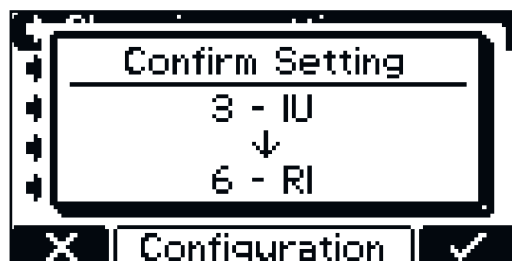 Confirm Setting
3 - IU
↓
6 - RI
Configuration